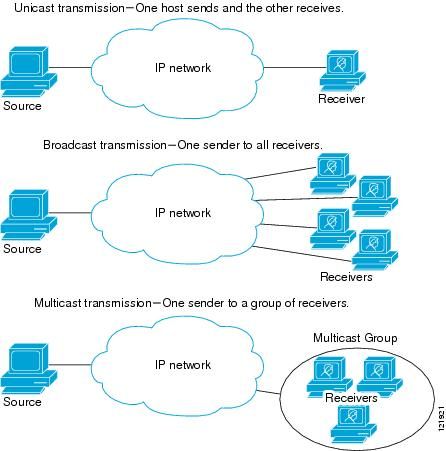 Unicast transmission—One host sends and the other receives.
IP network
Source
Receiver
Broadcast transmission—One sender to all receivers.
IP network
Source
Receivers
Multicast transmission—One sender to a group of receivers.
Multicast Group
IP network
Source
Receivers
121921